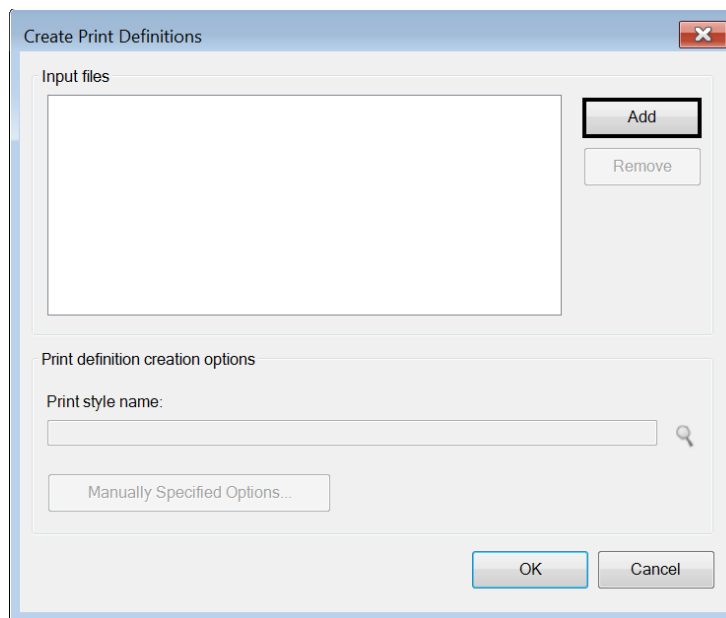 Create Print Definitions
Input files
Add
Remove
Print definition creation options
Print style name:
Manually Specified Options...
OK
Cancel